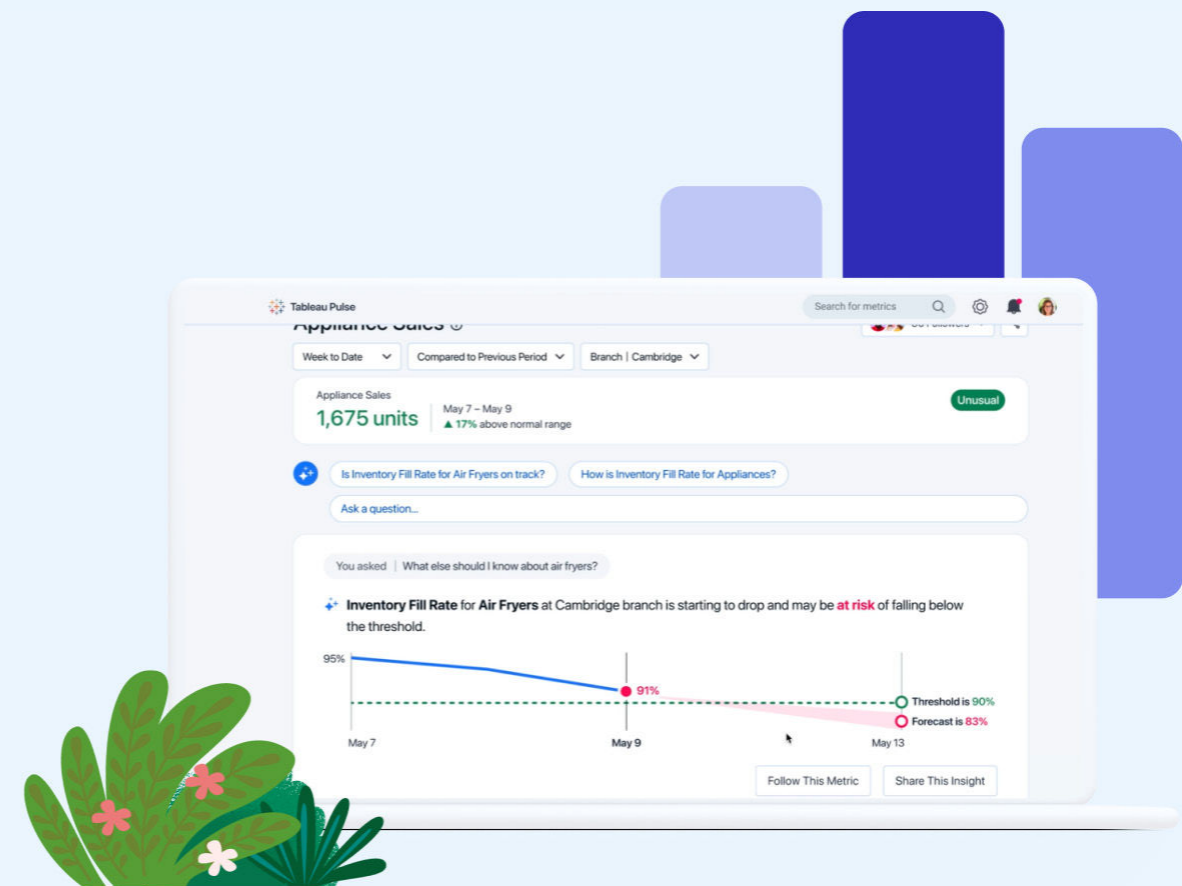 Tableau Pulse
Search for metrics
Appliance Sales
Week to Date
Compared to Previous Period
Branch | Cambridge
Appliance Sales
1,675 units
May 7 – May 9
▲ 17% above normal range
Unusual
Is Inventory Fill Rate for Air Fryers on track?
How is Inventory Fill Rate for Appliances?
Ask a question...
You asked | What else should I know about air fryers?
Inventory Fill Rate for Air Fryers at Cambridge branch is starting to drop and may be at risk of falling below
the threshold.
95%
91%
Threshold is 90%
Forecast is 83%
May 7
May 9
May 13
Follow This Metric
Share This Insight